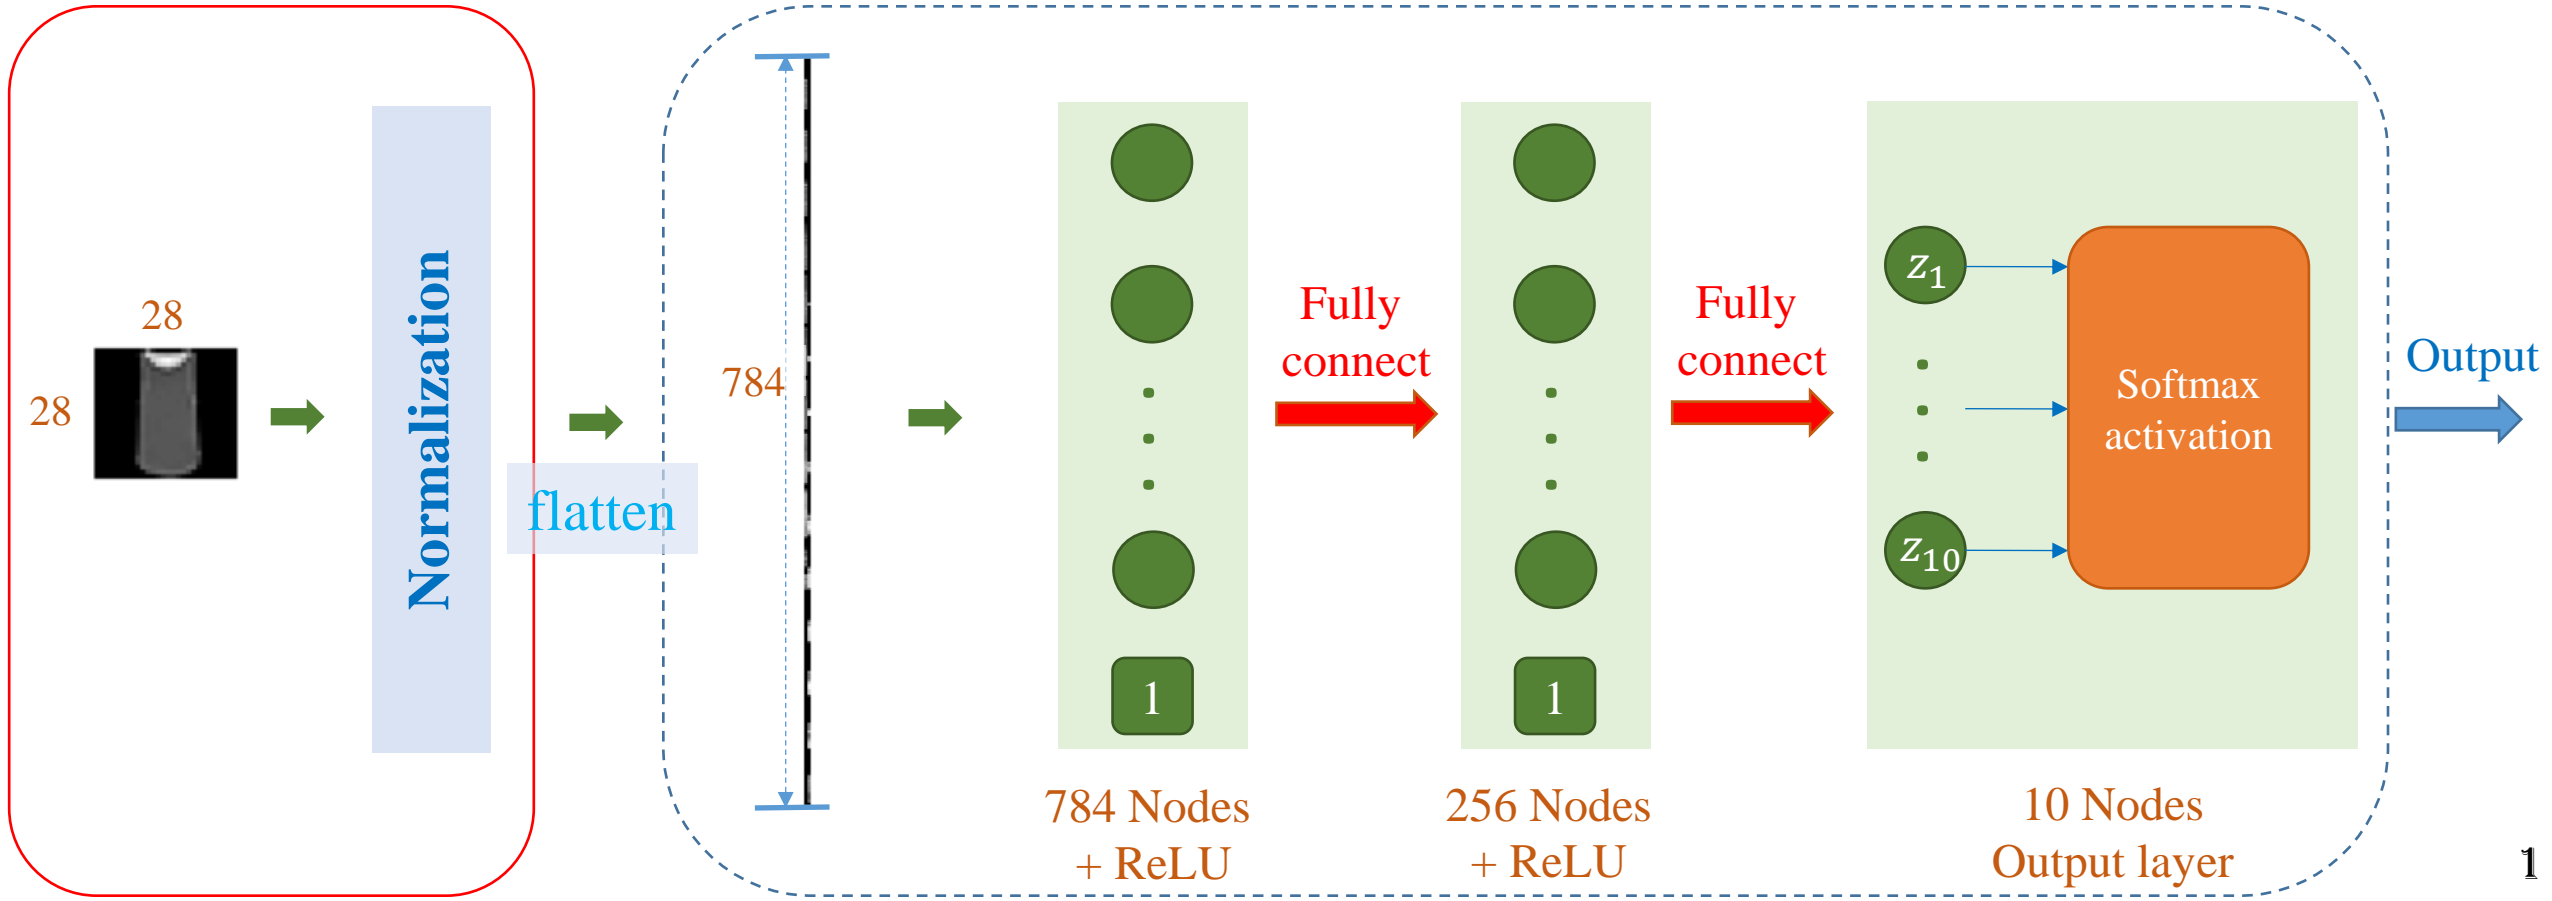 28
28
Normalization
flatten
784
784 Nodes
+ ReLU
1
Fully
connect
1
256 Nodes
+ ReLU
Fully
connect
z₁
z₁₀
Softmax
activation
10 Nodes
Output layer
Output
1